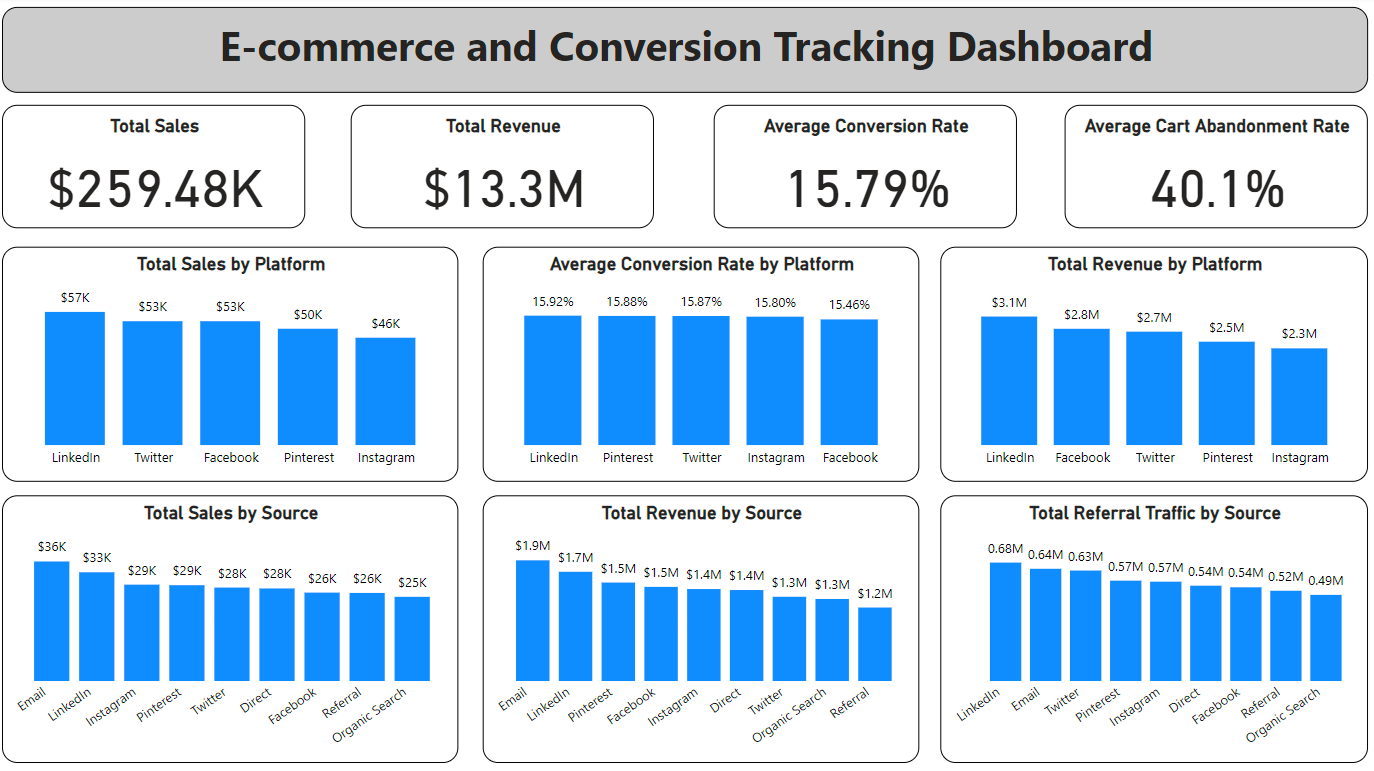 E-commerce and Conversion Tracking Dashboard
Total Sales
$259.48K
Total Revenue
$13.3M
Average Conversion Rate
15.79%
Average Cart Abandonment Rate
40.1%
Total Sales by Platform
$57K $53K $53K $50K $46K
LinkedIn Twitter Facebook Pinterest Instagram
Average Conversion Rate by Platform
15.92% 15.88% 15.87% 15.80% 15.46%
LinkedIn Pinterest Twitter Instagram Facebook
Total Revenue by Platform
$3.1M $2.8M $2.7M $2.5M $2.3M
LinkedIn Facebook Twitter Pinterest Instagram
Total Sales by Source
$36K $33K $29K $29K $28K $28K $26K $26K $25K
Email LinkedIn Instagram Pinterest Twitter Direct Facebook Referral Organic Search
Total Revenue by Source
$1.9M $1.7M $1.5M $1.5M $1.4M $1.4M $1.3M $1.3M $1.2M
Email LinkedIn Pinterest Facebook Instagram Direct Twitter Organic Search Referral
Total Referral Traffic by Source
0.68M 0.64M 0.63M 0.57M 0.57M 0.54M 0.54M 0.52M 0.49M
LinkedIn Email Twitter Pinterest Instagram Direct Facebook Referral Organic Search